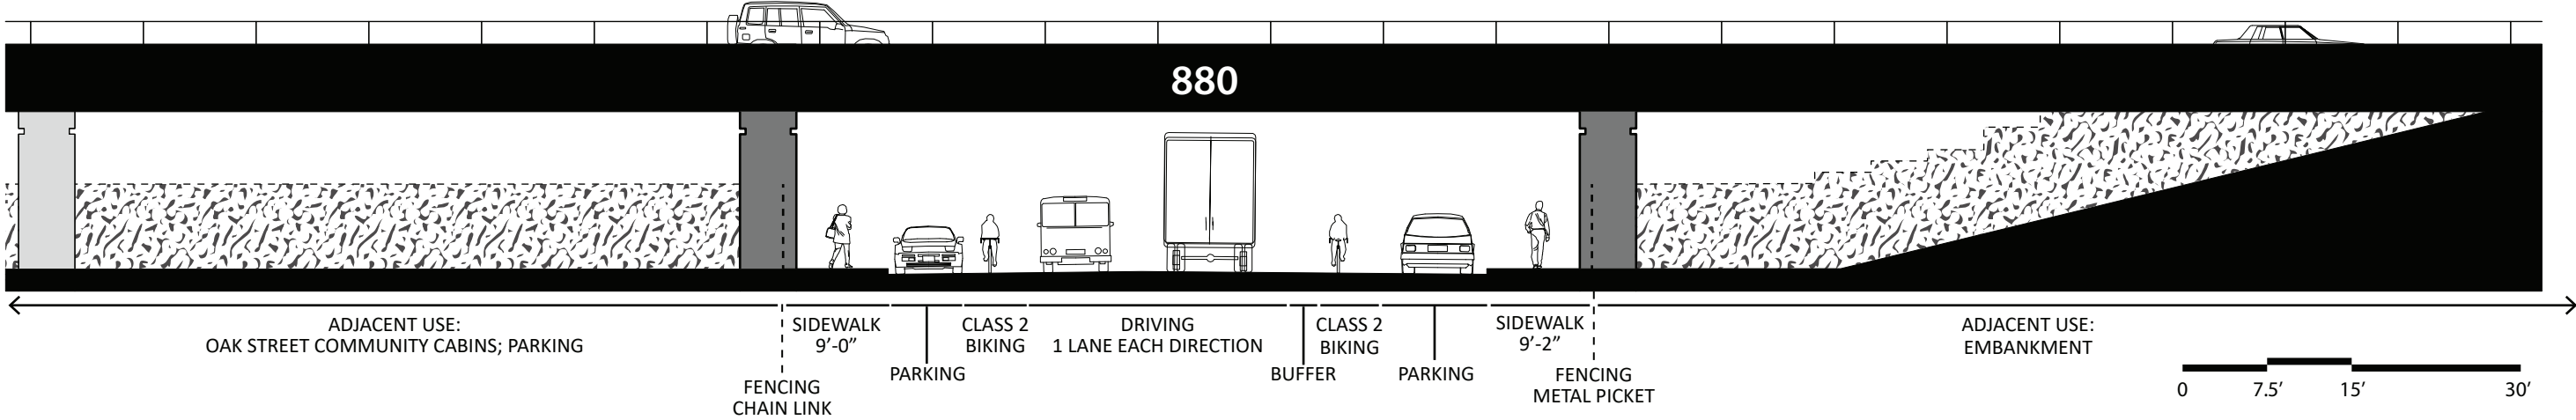 880
ADJACENT USE:
OAK STREET COMMUNITY CABINS; PARKING
FENCING
CHAIN LINK
SIDEWALK
9'-0”
PARKING
CLASS 2
BIKING
DRIVING
1 LANE EACH DIRECTION
BUFFER
CLASS 2
BIKING
PARKING
SIDEWALK
9'-2”
FENCING
METAL PICKET
ADJACENT USE:
EMBANKMENT
0 7.5′ 15′ 30′